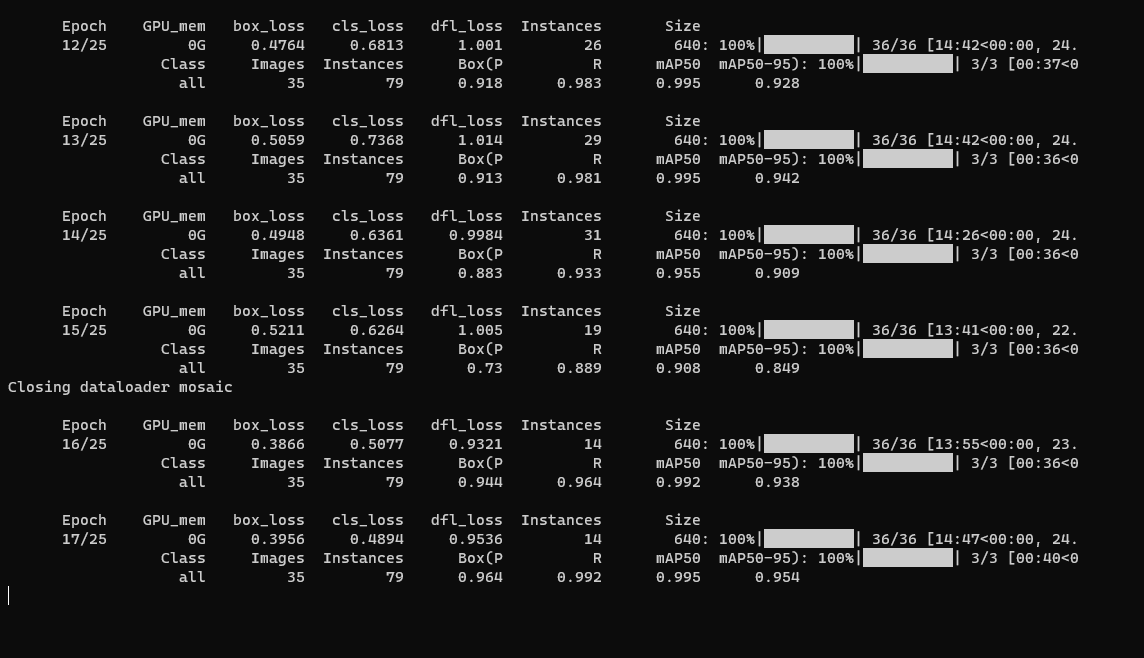 Epoch    GPU_mem   box_loss   cls_loss   dfl_loss  Instances       Size
12/25         0G     0.4764     0.6813      1.001         26        640: 100%|██████████| 36/36 [14:42<00:00, 24.
Class     Images  Instances      Box(P          R      mAP50  mAP50-95): 100%|██████████| 3/3 [00:37<0
all         35         79      0.918      0.983      0.995      0.928
Epoch    GPU_mem   box_loss   cls_loss   dfl_loss  Instances       Size
13/25         0G     0.5059     0.7368      1.014         29        640: 100%|██████████| 36/36 [14:42<00:00, 24.
Class     Images  Instances      Box(P          R      mAP50  mAP50-95): 100%|██████████| 3/3 [00:36<0
all         35         79      0.913      0.981      0.995      0.942
Epoch    GPU_mem   box_loss   cls_loss   dfl_loss  Instances       Size
14/25         0G     0.4948     0.6361     0.9984         31        640: 100%|██████████| 36/36 [14:26<00:00, 24.
Class     Images  Instances      Box(P          R      mAP50  mAP50-95): 100%|██████████| 3/3 [00:36<0
all         35         79      0.883      0.933      0.955      0.909
Epoch    GPU_mem   box_loss   cls_loss   dfl_loss  Instances       Size
15/25         0G     0.5211     0.6264      1.005         19        640: 100%|██████████| 36/36 [13:41<00:00, 22.
Class     Images  Instances      Box(P          R      mAP50  mAP50-95): 100%|██████████| 3/3 [00:36<0
all         35         79       0.73      0.889      0.908      0.849
Closing dataloader mosaic
Epoch    GPU_mem   box_loss   cls_loss   dfl_loss  Instances       Size
16/25         0G     0.3866     0.5077     0.9321         14        640: 100%|██████████| 36/36 [13:55<00:00, 23.
Class     Images  Instances      Box(P          R      mAP50  mAP50-95): 100%|██████████| 3/3 [00:36<0
all         35         79      0.944      0.964      0.992      0.938
Epoch    GPU_mem   box_loss   cls_loss   dfl_loss  Instances       Size
17/25         0G     0.3956     0.4894     0.9536         14        640: 100%|██████████| 36/36 [14:47<00:00, 24.
Class     Images  Instances      Box(P          R      mAP50  mAP50-95): 100%|██████████| 3/3 [00:40<0
all         35         79      0.964      0.992      0.995      0.954